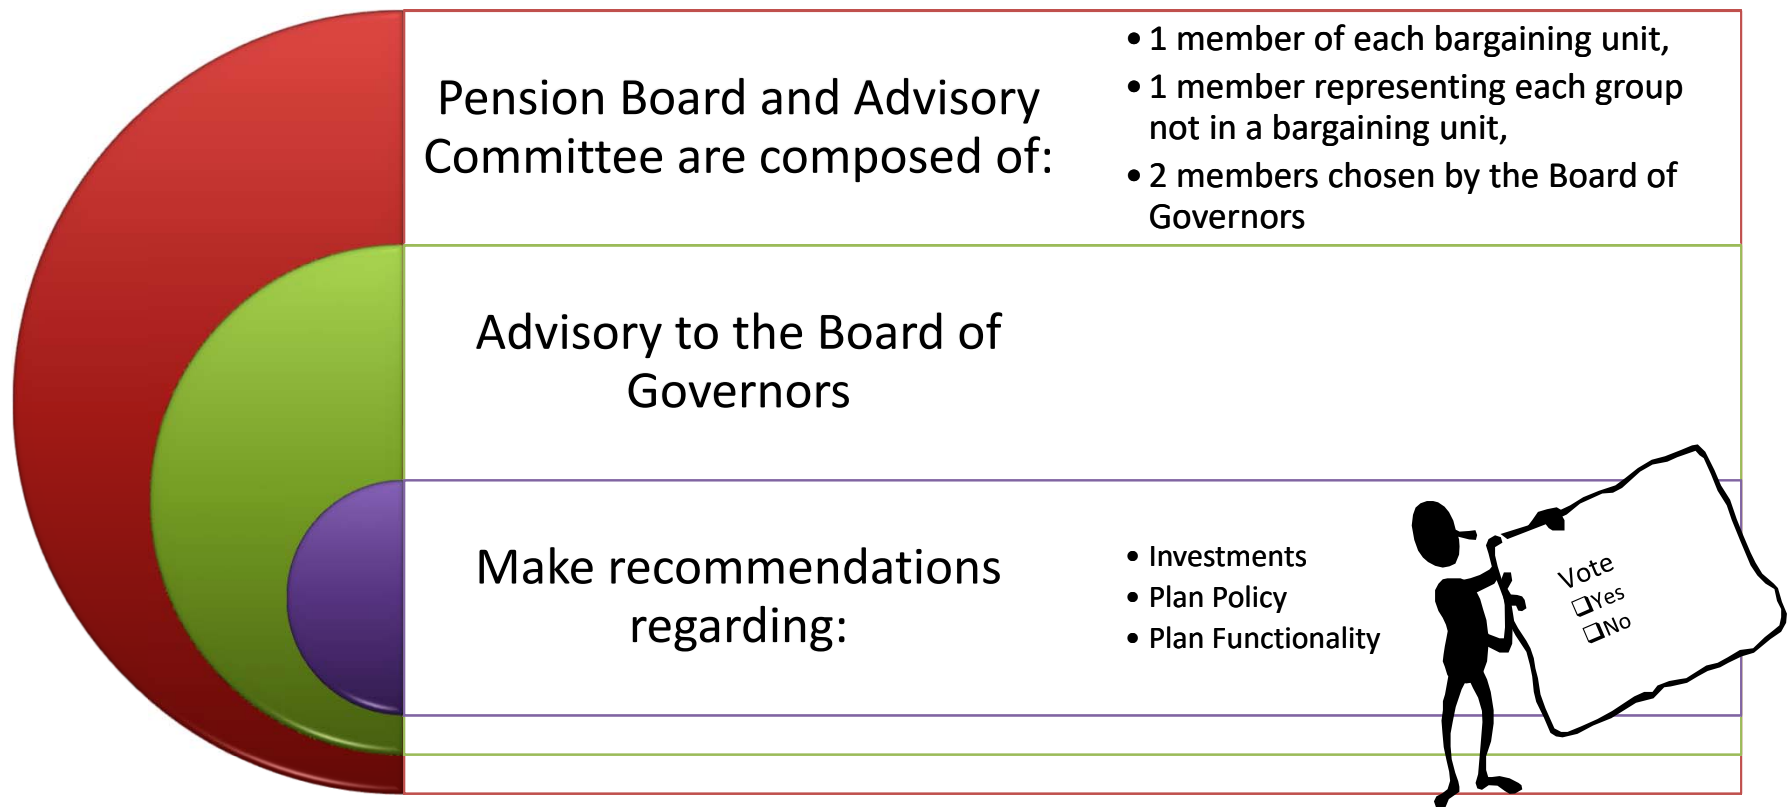 Pension Board and Advisory
Committee are composed of:
• 1 member of each bargaining unit,
• 1 member representing each group
not in a bargaining unit,
• 2 members chosen by the Board of
Governors
Advisory to the Board of
Governors
Make recommendations
regarding:
• Investments
• Plan Policy
• Plan Functionality
Vote
❑Yes
❑No